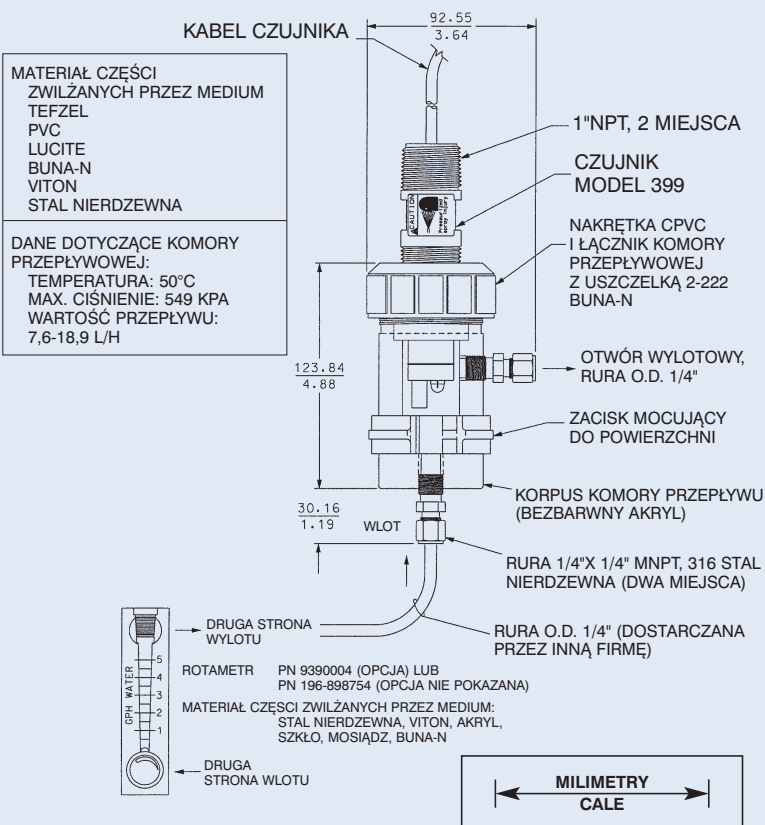 92.55
3.64
KABEL CZUJNIKA
MATERIAŁ CZĘŚCI
ZWILŻANYCH PRZEZ MEDIUM
TEFZEL
PVC
LUCITE
BUNA-N
VITON
STAL NIERDZEWNA
DANE DOTYCZĄCE KOMORY
PRZEPŁYWOWEJ:
TEMPERATURA: 50°C
MAX. CIŚNIENIE: 549 KPA
WARTOŚĆ PRZEPŁYWU:
7,6-18,9 L/H
1"NPT, 2 MIEJSCA
CZUJNIK
MODEL 399
CAUTION
Pressurized
spray injury
NAKRĘTKA CPVC
I ŁĄCZNIK KOMORY
PRZEPŁYWOWEJ
Z USZCZELKĄ 2-222
BUNA-N
123.84
4.88
OTWÓR WYLOTOWY,
RURA O.D. 1/4"
ZACISK MOCUJĄCY
DO POWIERZCHNI
KORPUS KOMORY PRZEPŁYWU
(BEZBARWNY AKRYL)
30.16
1.19
WLOT
RURA 1/4"X 1/4" MNPT, 316 STAL
NIERDZEWNA (DWA MIEJSCA)
RURA O.D. 1/4" (DOSTARCZANA
PRZEZ INNĄ FIRMĘ)
DRUGA STRONA
WYLOTU
ROTAMETR PN 9390004 (OPCJA) LUB
PN 196-898754 (OPCJA NIE POKAZANA)
MATERIAŁ CZĘSCI ZWILŻANYCH PRZEZ MEDIUM:
STAL NIERDZEWNA, VITON, AKRYL,
SZKŁO, MOSIĄDZ, BUNA-N
GPH WATER
5
4
3
2
1
DRUGA
STRONA WLOTU
MILIMETRY
CALE